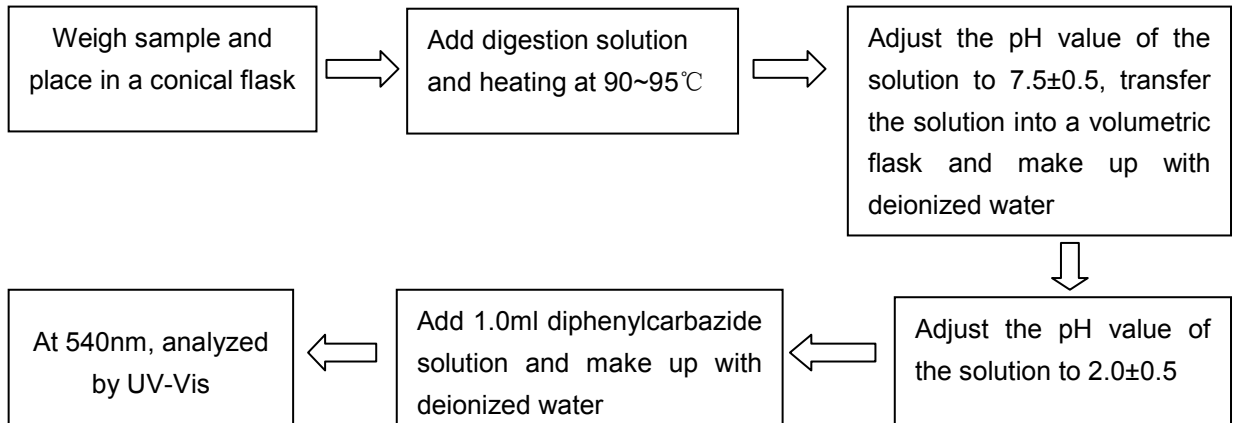 Weigh sample and
place in a conical flask
Add digestion solution
and heating at 90~95℃
Adjust the pH value of the
solution to 7.5±0.5, transfer
the solution into a volumetric
flask and make up with
deionized water
Adjust the pH value of
the solution to 2.0±0.5
Add 1.0ml diphenylcarbazide
solution and make up with
deionized water
At 540nm, analyzed
by UV-Vis